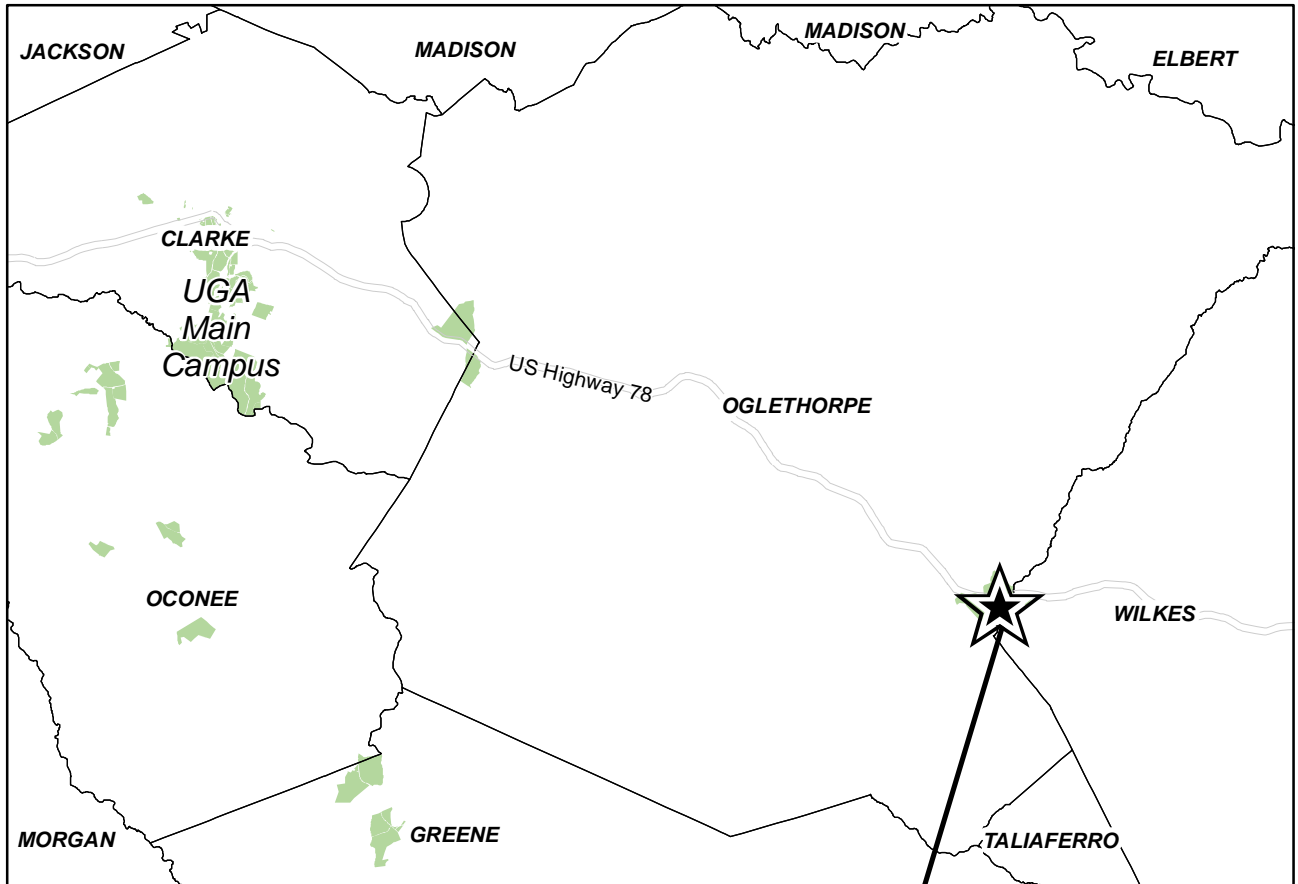 JACKSON
MADISON
MADISON
ELBERT
CLARKE
UGA
Main
Campus
US Highway 78
OGLETHORPE
OCONEE
WILKES
MORGAN
GREENE
TALIAFERRO